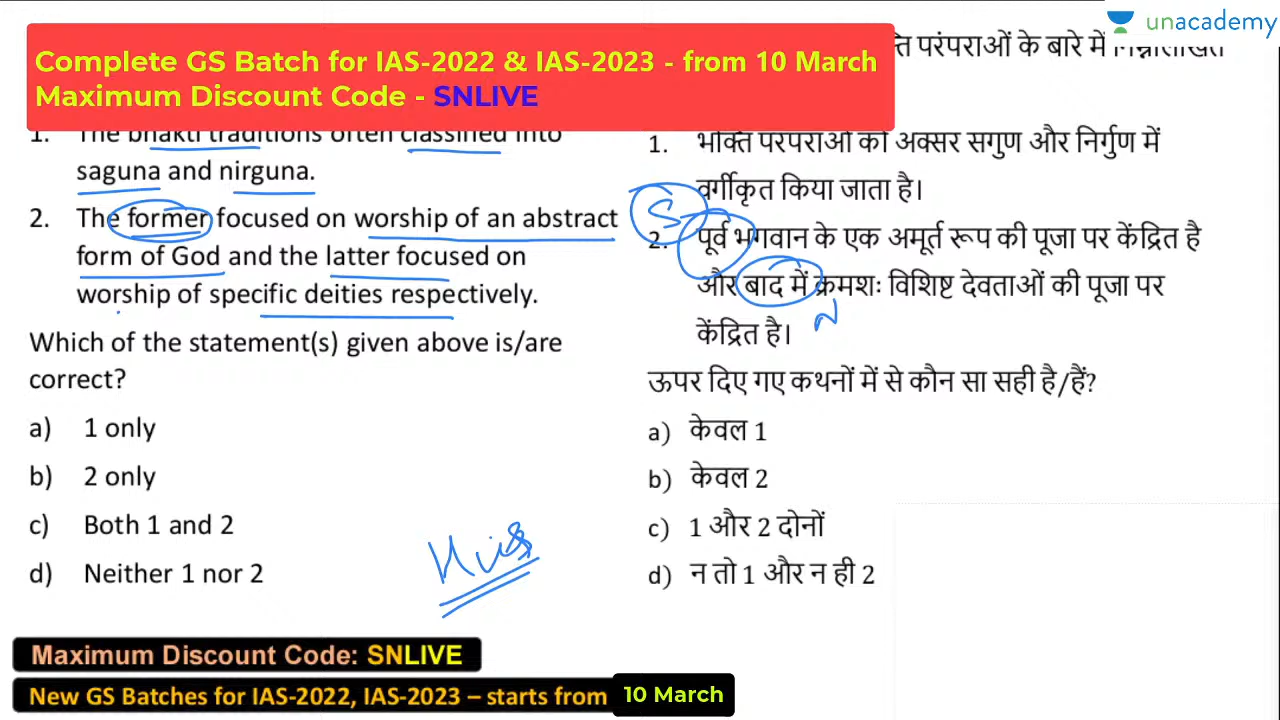 unacademy
Complete GS Batch for IAS-2022 & IAS-2023 - from 10 March
Maximum Discount Code - SNLIVE
परंपराओं के बारे में निम्नलिखित
1. The bhakti traditions often classified into
saguna and nirguna.
2. The former focused on worship of an abstract
form of God and the latter focused on
worship of specific deities respectively.
Which of the statement(s) given above is/are
correct?
a) 1 only
b) 2 only
c) Both 1 and 2
d) Neither 1 nor 2
1. भक्ति परंपराओं को अक्सर सगुण और निर्गुण में
वर्गीकृत किया जाता है।
S
2. पूर्व भगवान के एक अमूर्त रूप की पूजा पर केंद्रित है
और बाद में क्रमशः विशिष्ट देवताओं की पूजा पर
केंद्रित है।
N
ऊपर दिए गए कथनों में से कौन सा सही है/हैं?
a) केवल 1
b) केवल 2
c) 1 और 2 दोनों
d) न तो 1 और न ही 2
Maximum Discount Code: SNLIVE
New GS Batches for IAS-2022, IAS-2023 – starts from 10 March